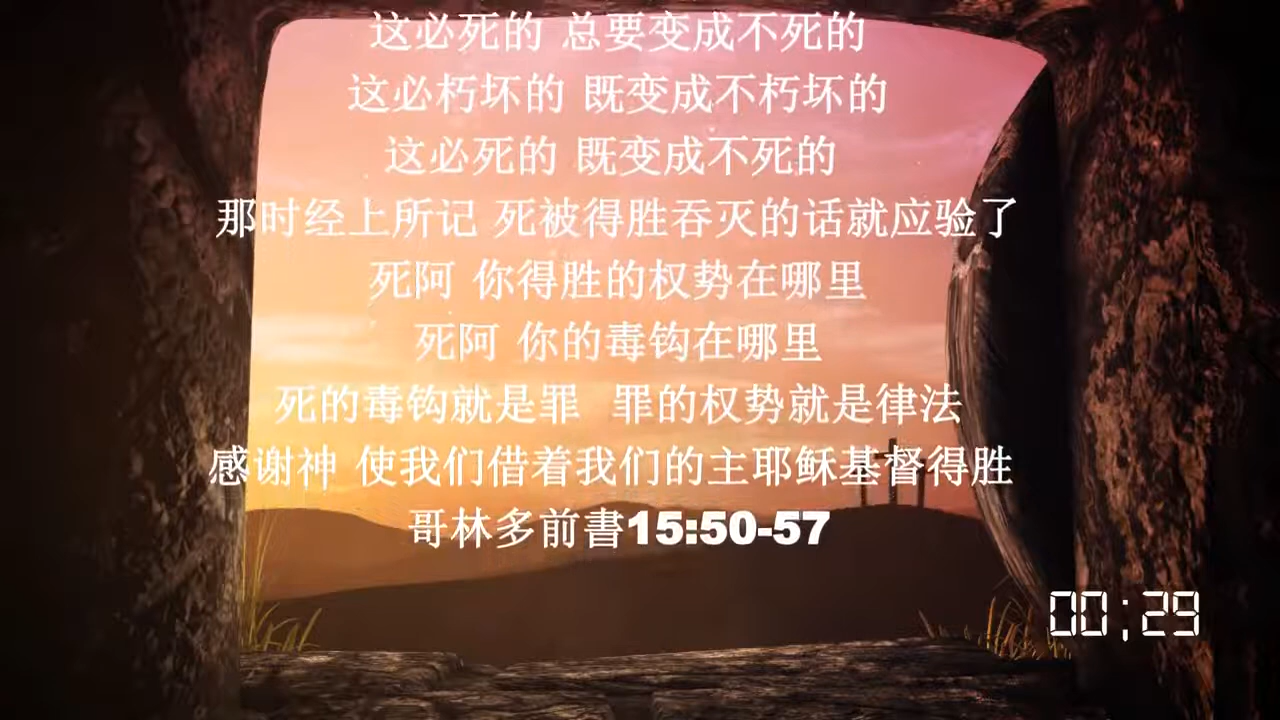 这必死的 总要变成不死的
这必朽坏的 既变成不朽坏的
这必死的 既变成不死的
那时经上所记 死被得胜吞灭的话就应验了
死阿 你得胜的权势在哪里
死阿 你的毒钩在哪里
死的毒钩就是罪 罪的权势就是律法
感谢神 使我们借着我们的主耶稣基督得胜
哥林多前書15:50-57
00;29